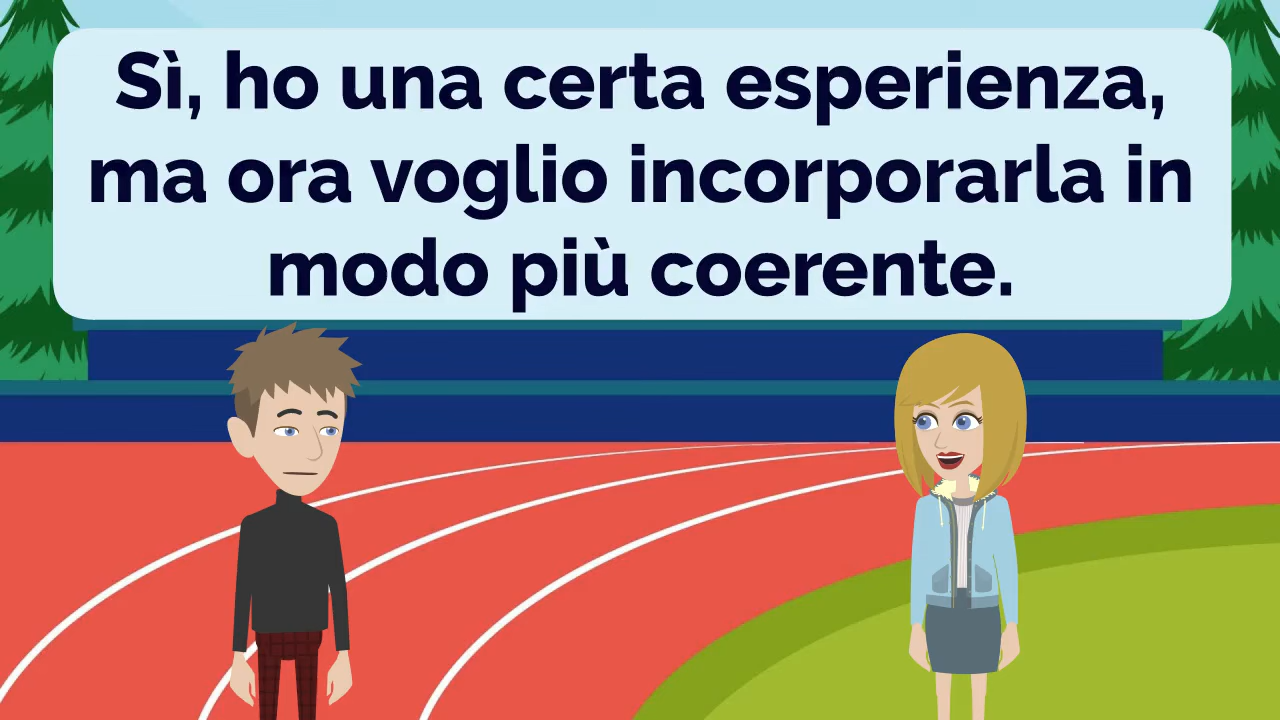 Sì, ho una certa esperienza,
ma ora voglio incorporarla in
modo più coerente.